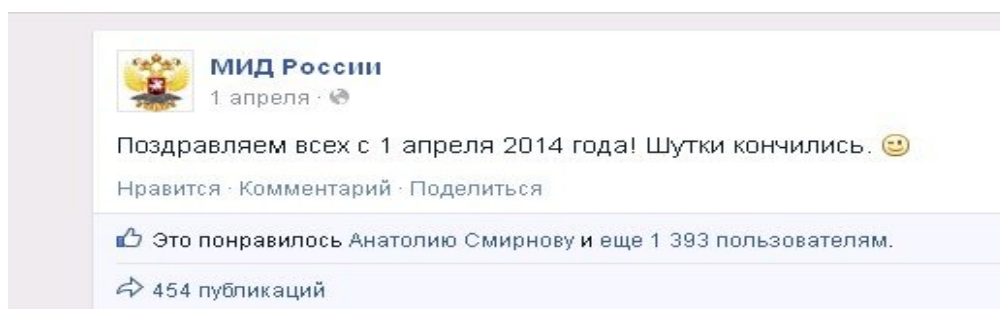 МИД России
1 апреля ·
Поздравляем всех с 1 апреля 2014 года! Шутки кончились.
Нравится · Комментарий · Поделиться
Это понравилось Анатолию Смирнову и еще 1 393 пользователям.
454 публикаций